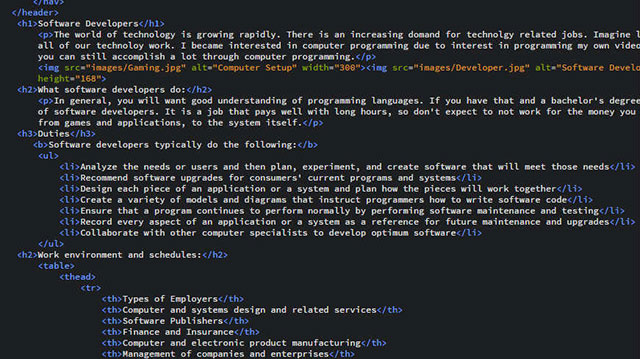 </nav>
</header>
<h1>Software Developers</h1>
<p>The world of technology is growing rapidly. There is an increasing domand for technolgy related jobs. Imagine l
all of our technoloy work. I became interested in computer programming due to interest in programming my own video
you can still accomplish a lot through computer programming.</p>
<img src="images/Gaming.jpg" alt="Computer Setup" width="300"><img src="images/Developer.jpg" alt="Software Develo
height="168">
<h2>What software developers do:</h2>
<p>In general, you will want good understanding of programming languages. If you have that and a bachelor's degree
of software developers. It is a job that pays well with long hours, so don't expect to not work for the money you
from games and applications, to the system itself.</p>
<h3>Duties</h3>
<b>Software developers typically do the following:</b>
<ul>
<li>Analyze the needs or users and then plan, experiment, and create software that will meet those needs</li>
<li>Recommend software upgrades for consumers' current programs and systems</li>
<li>Design each piece of an application or a system and plan how the pieces will work together</li>
<li>Create a variety of models and diagrams that instruct programmers how to write software code</li>
<li>Ensure that a program continues to perform normally by performing software maintenance and testing</li>
<li>Record every aspect of an application or a system as a reference for future maintenance and upgrades</li>
<li>Collaborate with other computer specialists to develop optimum software</li>
</ul>
<h2>Work environment and schedules:</h2>
<table>
<thead>
<tr>
<th>Types of Employers</th>
<th>Computer and systems design and related services</th>
<th>Software Publishers</th>
<th>Finance and Insurance</th>
<th>Computer and electronic product manufacturing</th>
<th>Management of companies and enterprises</th>